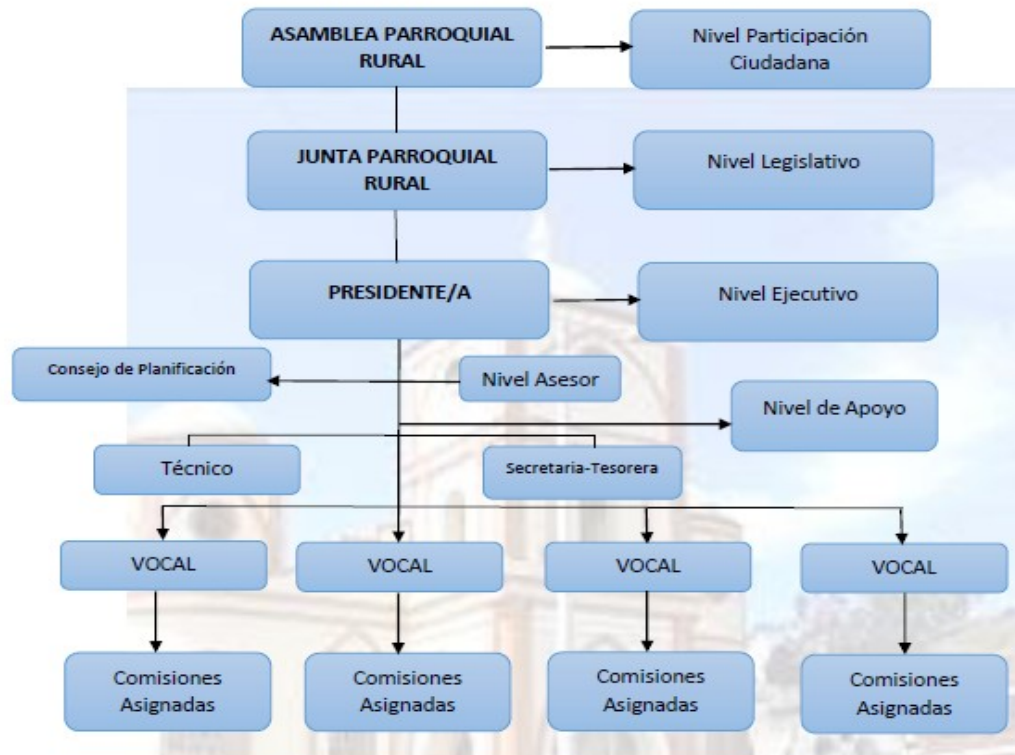 ASAMBLEA PARROQUIAL
RURAL
Nivel Participación
Ciudadana
JUNTA PARROQUIAL
RURAL
Nivel Legislativo
PRESIDENTE/A
Nivel Ejecutivo
Consejo de Planificación
Nivel Asesor
Nivel de Apoyo
Técnico
Secretaria-Tesorera
VOCAL
VOCAL
VOCAL
VOCAL
Comisiones
Asignadas
Comisiones
Asignadas
Comisiones
Asignadas
Comisiones
Asignadas